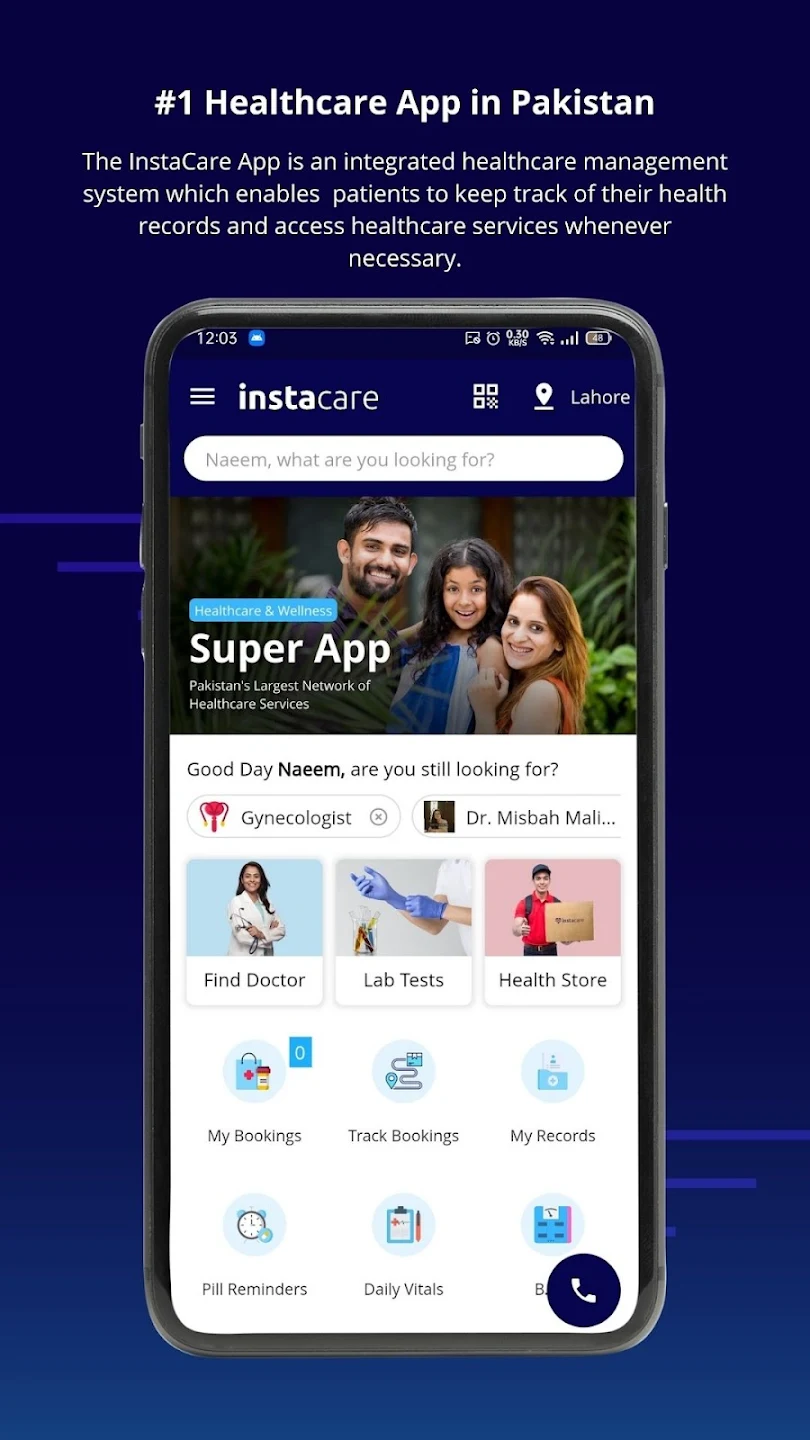 #1 Healthcare App in Pakistan
The InstaCare App is an integrated healthcare management
system which enables patients to keep track of their health
records and access healthcare services whenever
necessary.
12:03 0.30 KB/S 48
instacare Lahore
Naeem, what are you looking for?
Healthcare & Wellness
Super App
Pakistan's Largest Network of
Healthcare Services
Good Day Naeem, are you still looking for?
Gynecologist Dr. Misbah Mali...
Find Doctor Lab Tests Health Store
0
My Bookings Track Bookings My Records
Pill Reminders Daily Vitals B